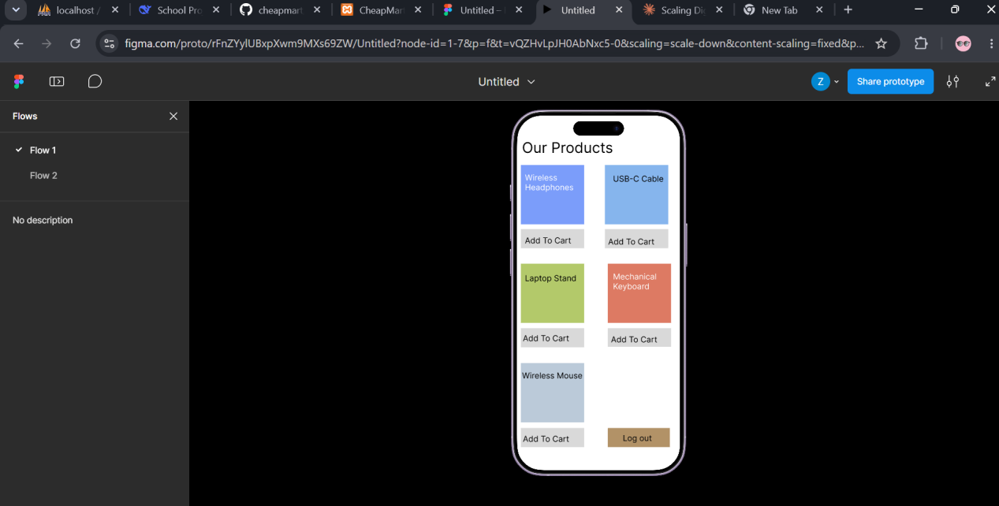 localhost /
School Pro
cheapmart
CheapMar
Untitled –
Untitled
Scaling Di
New Tab
figma.com/proto/rFnZYylUBxpXwm9MXs69ZW/Untitled?node-id=1-7&p=f&t=vQZHvLpJH0AbNxc5-0&scaling=scale-down&content-scaling=fixed&p...
Untitled
Z
Share prototype
Flows
Flow 1
Flow 2
No description
Our Products
Wireless
Headphones
USB-C Cable
Add To Cart
Add To Cart
Laptop Stand
Mechanical
Keyboard
Add To Cart
Add To Cart
Wireless Mouse
Add To Cart
Log out